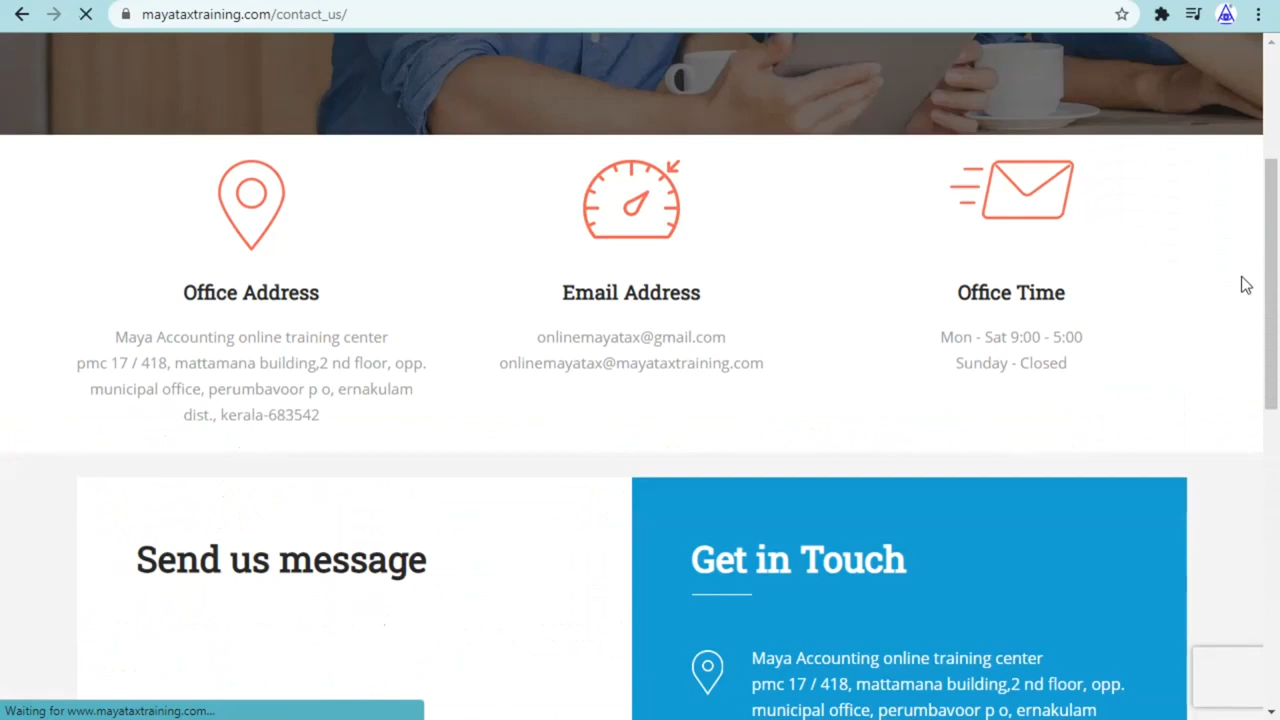 mayataxtraining.com/contact_us/
Office Address
Maya Accounting online training center
pmc 17 / 418, mattamana building,2 nd floor, opp.
municipal office, perumbavoor p o, ernakulam
dist., kerala-683542
Email Address
onlinemayatax@gmail.com
onlinemayatax@mayataxtraining.com
Office Time
Mon - Sat 9:00 - 5:00
Sunday - Closed
Send us message
Get in Touch
Maya Accounting online training center
pmc 17 / 418, mattamana building,2 nd floor, opp.
municipal office, perumbavoor p o, ernakulam
Waiting for www.mayataxtraining.com...